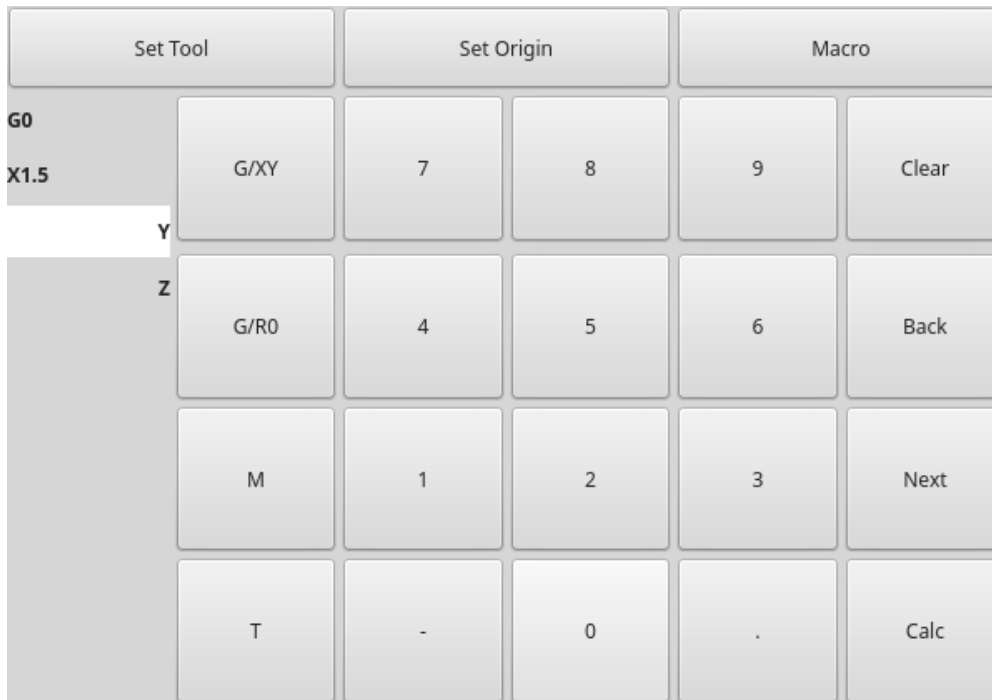 Set Tool Set Origin Macro
G0
X1.5
G/XY 7 8 9 Clear
Y
Z
G/R0 4 5 6 Back
M 1 2 3 Next
T - 0 . Calc